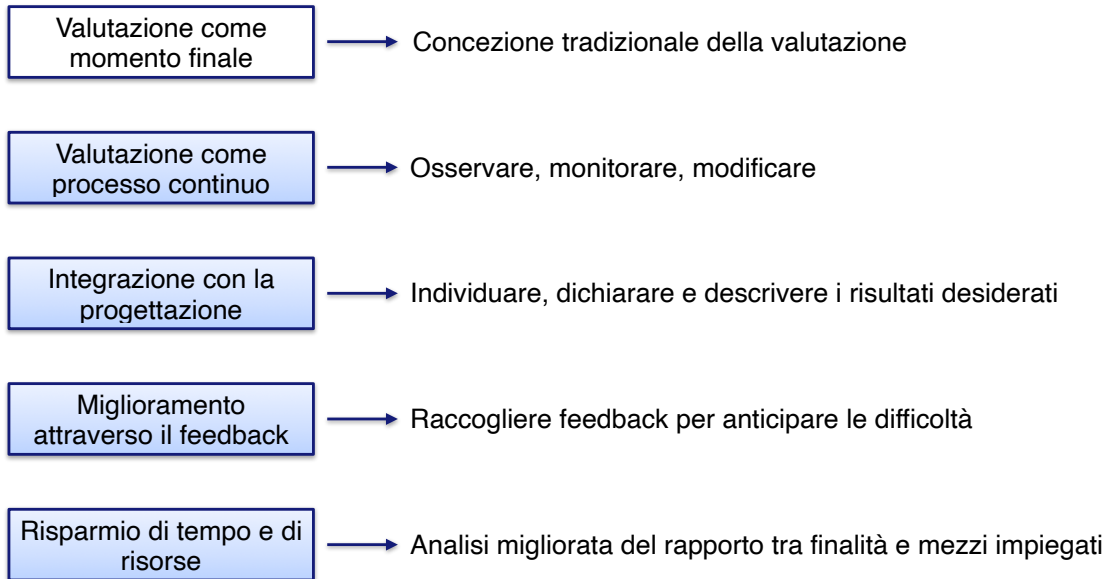 Valutazione come
momento finale
Concezione tradizionale della valutazione
Valutazione come
processo continuo
Osservare, monitorare, modificare
Integrazione con la
progettazione
Individuare, dichiarare e descrivere i risultati desiderati
Miglioramento
attraverso il feedback
Raccogliere feedback per anticipare le difficoltà
Risparmio di tempo e di
risorse
Analisi migliorata del rapporto tra finalità e mezzi impiegati